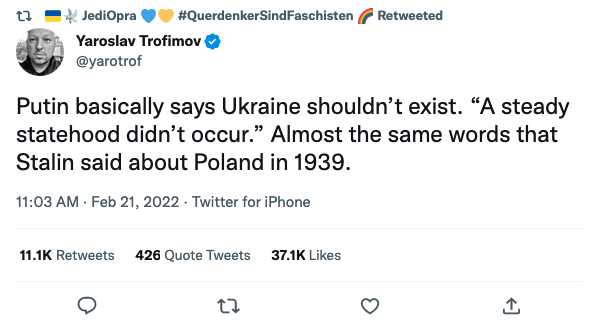 JediOpra 💙🧡 #QuerdenkerSindFaschisten 🌈 Retweeted
Yaroslav Trofimov
@yarotrof
Putin basically says Ukraine shouldn’t exist. “A steady
statehood didn’t occur.” Almost the same words that
Stalin said about Poland in 1939.
11:03 AM · Feb 21, 2022 · Twitter for iPhone
11.1K Retweets 426 Quote Tweets 37.1K Likes